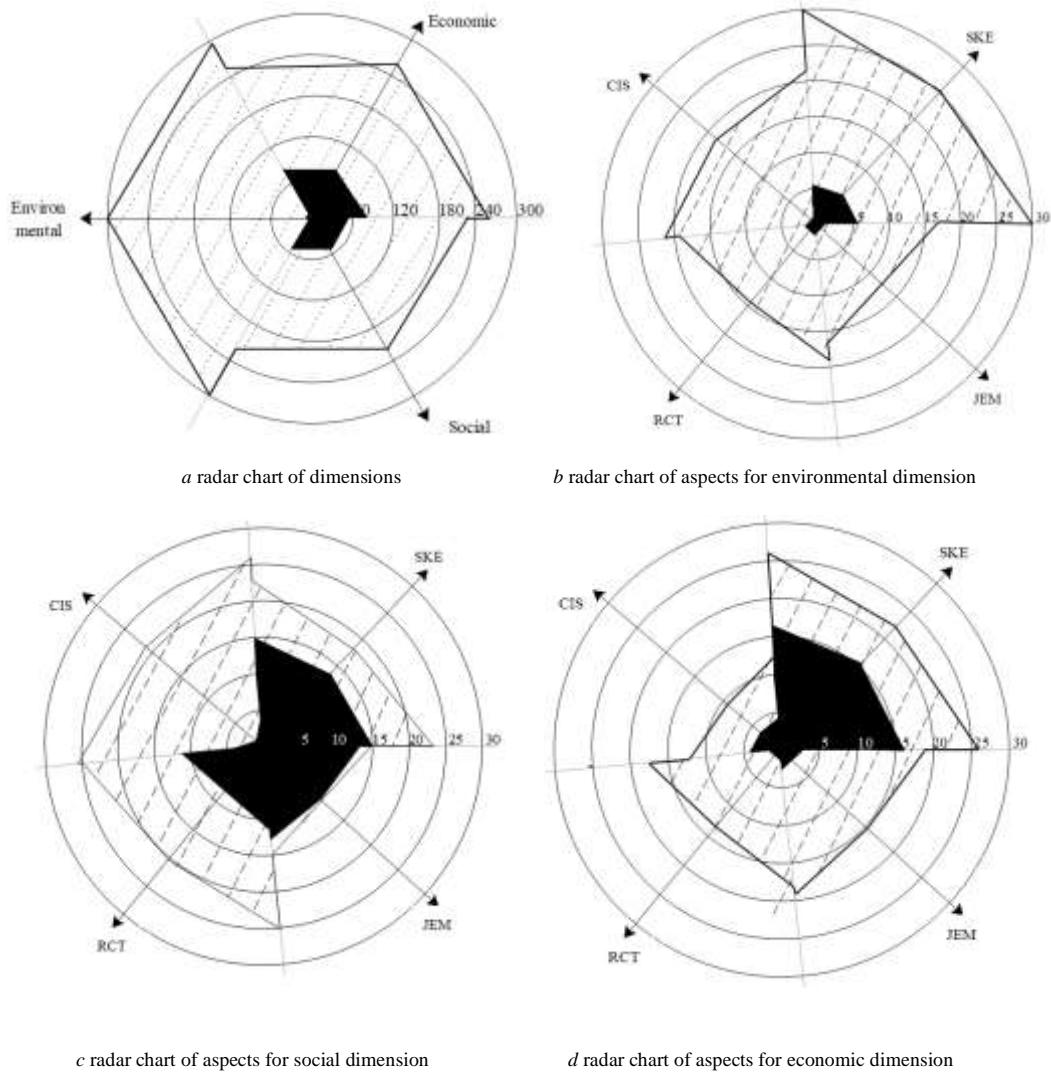 Economic
Environ
mental
120 180 240 300
Social
a radar chart of dimensions
SKE
CIS
5 10 15 20 25 30
RCT
JEM
b radar chart of aspects for environmental dimension
SKE
CIS
5 10 15 20 25 30
RCT
JEM
c radar chart of aspects for social dimension
SKE
CIS
5 10 15 20 25 30
RCT
JEM
d radar chart of aspects for economic dimension